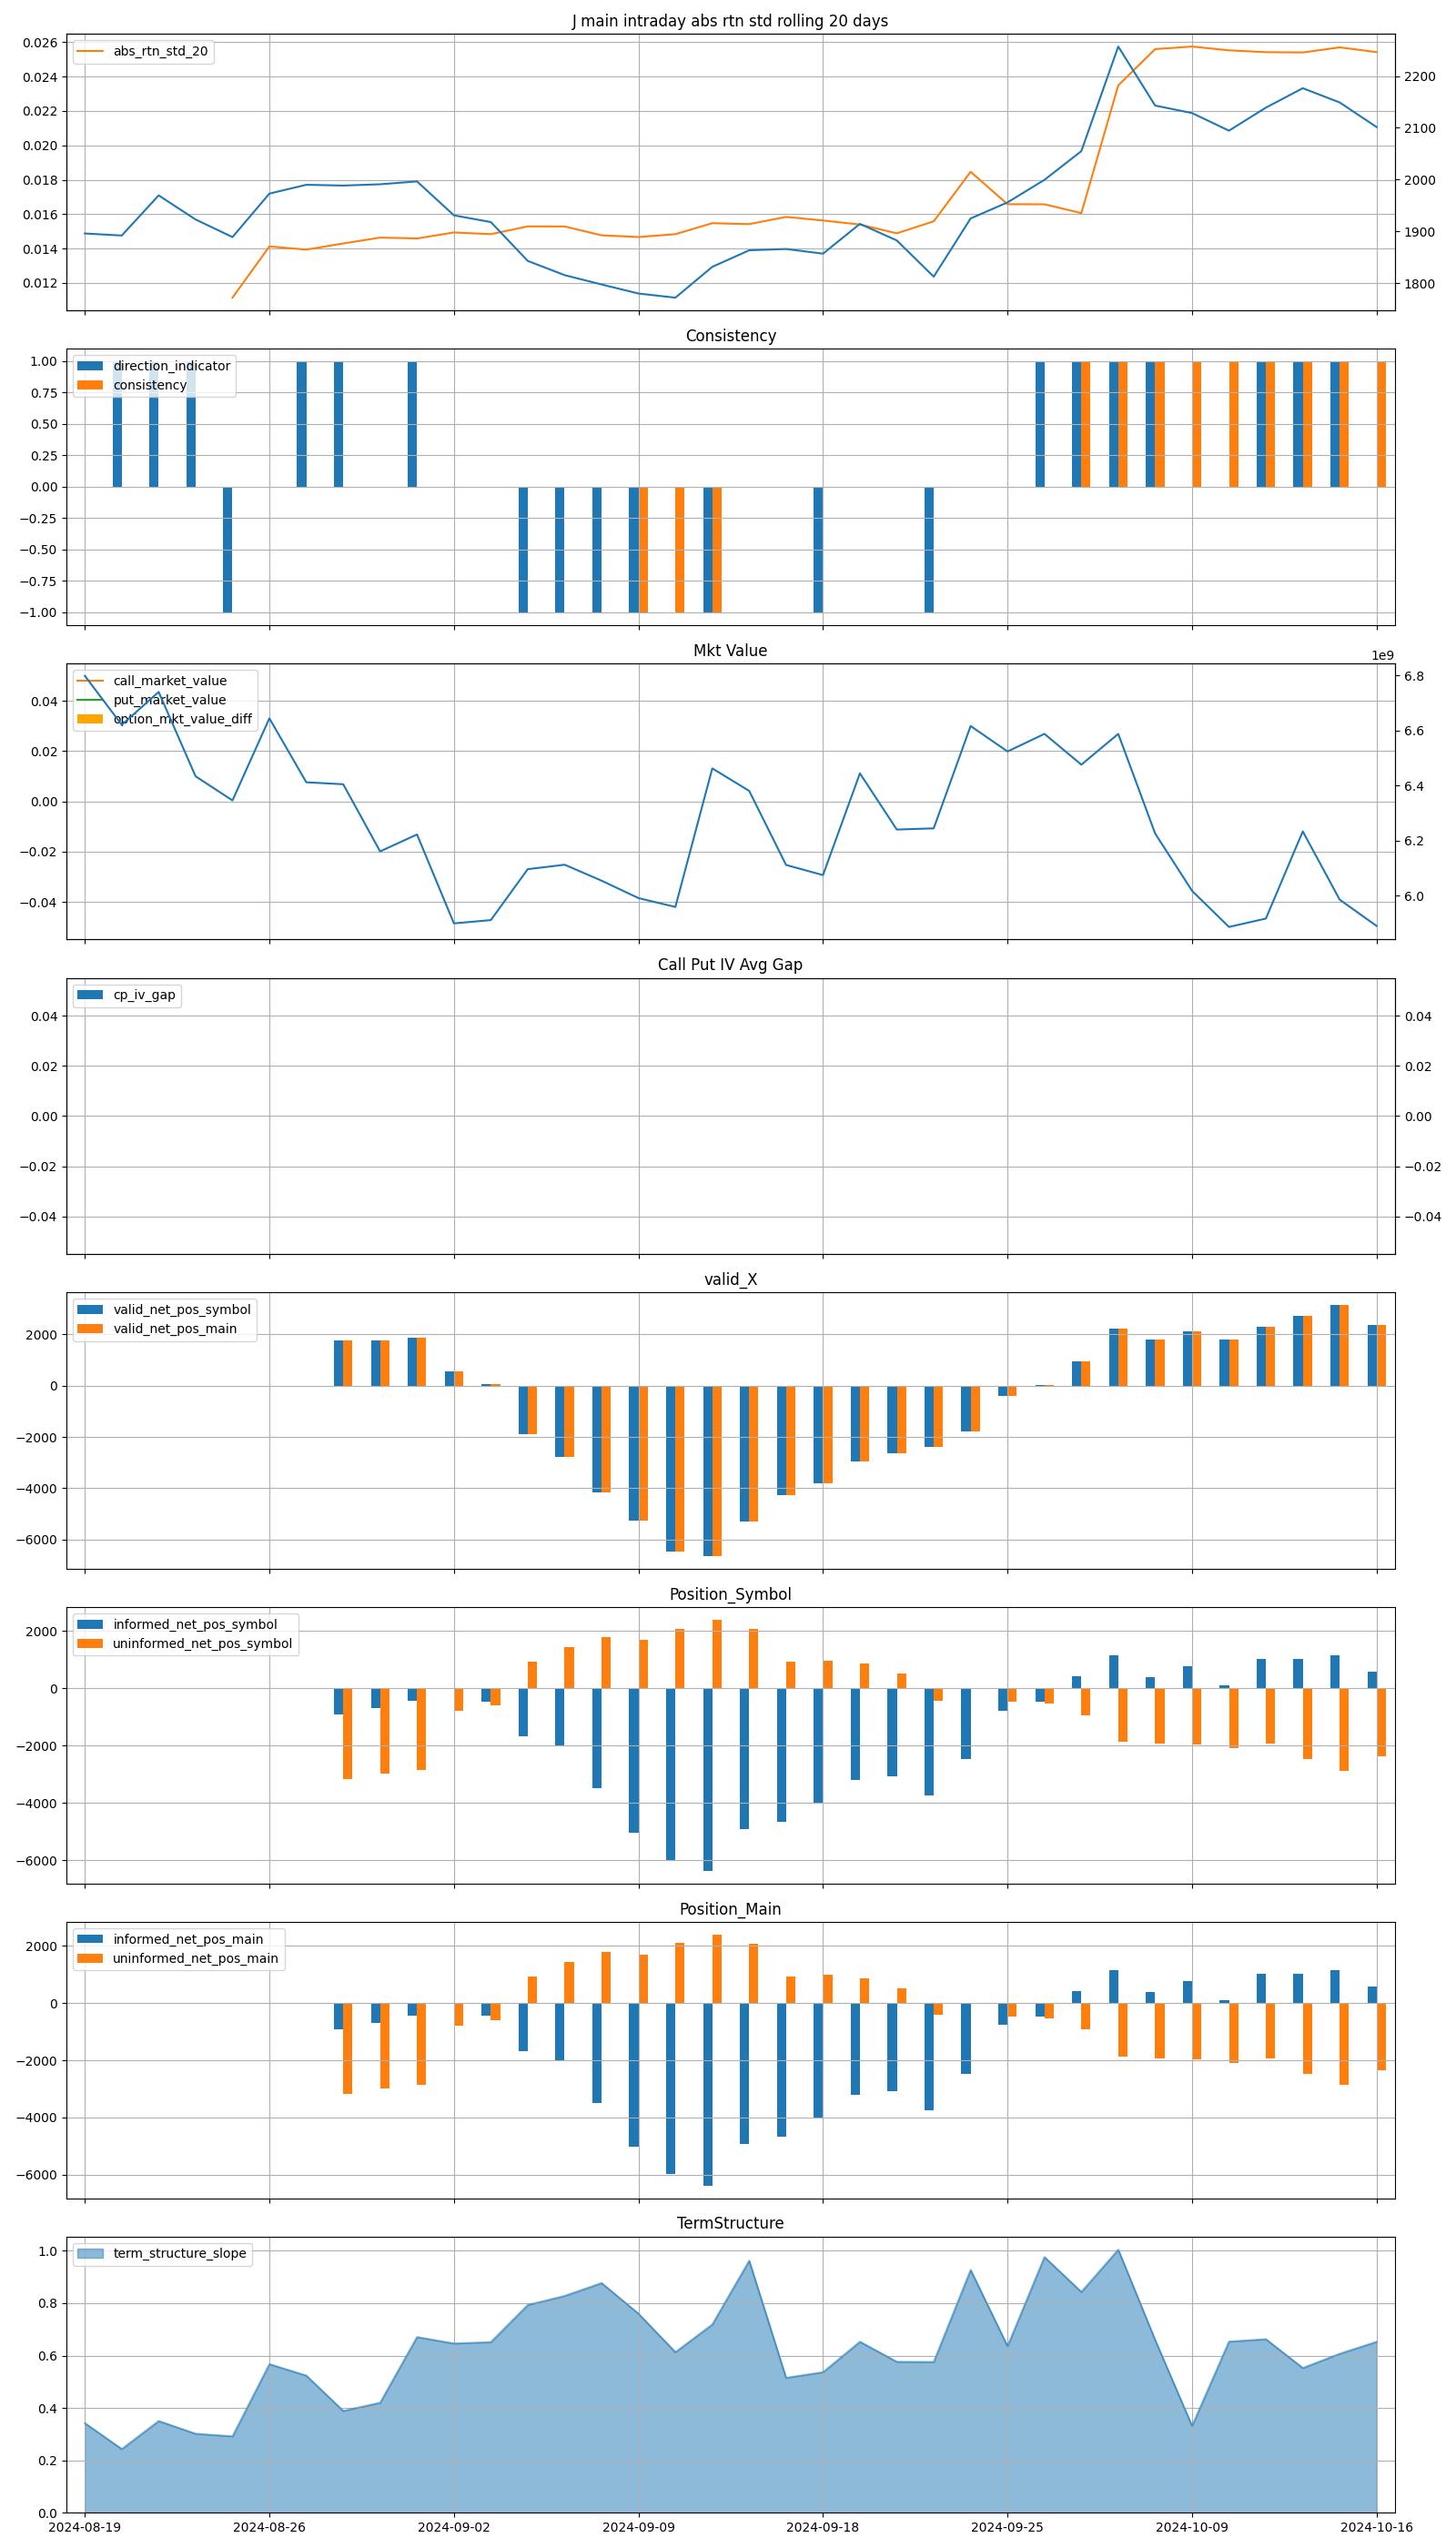 J main intraday abs rtn std rolling 20 days
abs_rtn_std_20
0.026
0.024
0.022
0.020
0.018
0.016
0.014
0.012
2200
2100
2000
1900
1800
Consistency
direction_indicator
consistency
1.00
0.75
0.50
0.25
0.00
−0.25
−0.50
−0.75
−1.00
Mkt Value
1e9
call_market_value
put_market_value
option_mkt_value_diff
0.04
0.02
0.00
−0.02
−0.04
6.8
6.6
6.4
6.2
6.0
Call Put IV Avg Gap
cp_iv_gap
0.04
0.02
0.00
−0.02
−0.04
0.04
0.02
0.00
−0.02
−0.04
valid_X
valid_net_pos_symbol
valid_net_pos_main
2000
0
−2000
−4000
−6000
Position_Symbol
informed_net_pos_symbol
uninformed_net_pos_symbol
2000
0
−2000
−4000
−6000
Position_Main
informed_net_pos_main
uninformed_net_pos_main
2000
0
−2000
−4000
−6000
TermStructure
term_structure_slope
1.0
0.8
0.6
0.4
0.2
0.0
2024-08-19 2024-08-26 2024-09-02 2024-09-09 2024-09-18 2024-09-25 2024-10-09 2024-10-16